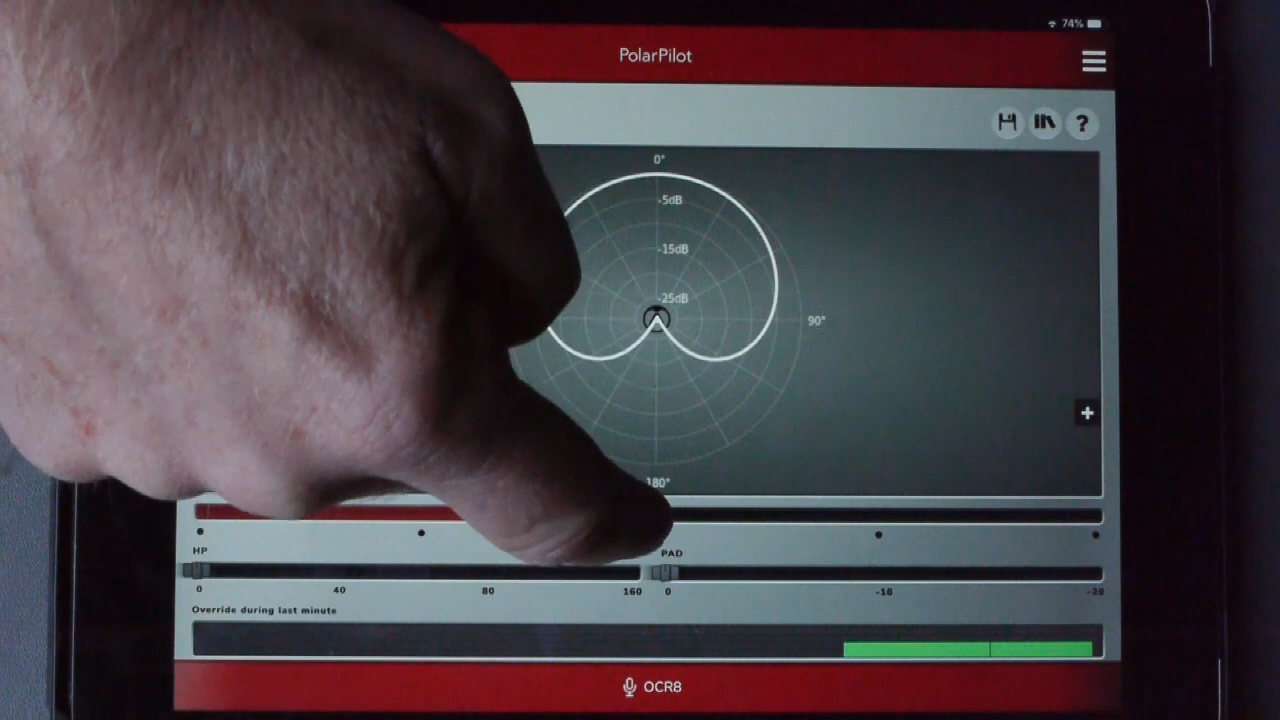 74%
PolarPilot
?
0°
-5dB
-15dB
-25dB
90°
+
180°
HP
PAD
0 40 80 160 0 -10 -20
Override during last minute
OCR8